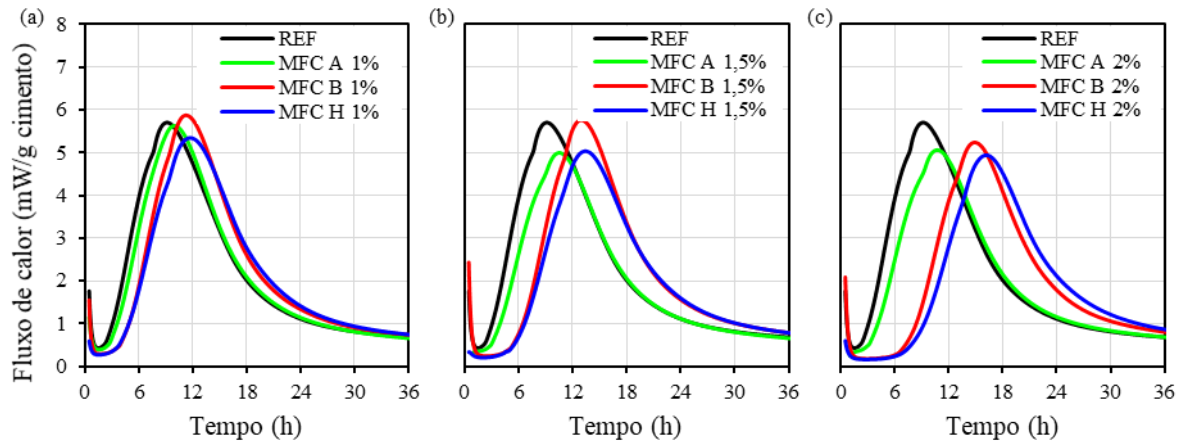 (a)
Fluxo de calor (mW/g cimento)
8
7
6
5
4
3
2
1
0
REF
MFC A 1%
MFC B 1%
MFC H 1%
0 6 12 18 24 30 36
Tempo (h)
(b)
REF
MFC A 1,5%
MFC B 1,5%
MFC H 1,5%
0 6 12 18 24 30 36
Tempo (h)
(c)
REF
MFC A 2%
MFC B 2%
MFC H 2%
0 6 12 18 24 30 36
Tempo (h)